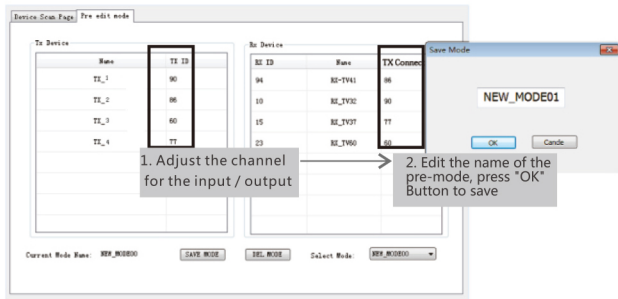 Device Scan Page Pre edit mode
Tx Device
Name TX ID
TX_1 90
TX_2 86
TX_3 60
TX_4 77
Rx Device
RX ID Name TX Connec
94 RX-TV41 86
10 RX_TV32 90
15 RX_TV37 77
23 RX_TV60 60
Save Mode
NEW_MODE01
OK Cande
1. Adjust the channel
for the input / output
2. Edit the name of the
pre-mode, press "OK"
Button to save
Current Mode Name: NEW_MODE00 SAVE MODE DEL MODE Select Mode: NEW_MODE00